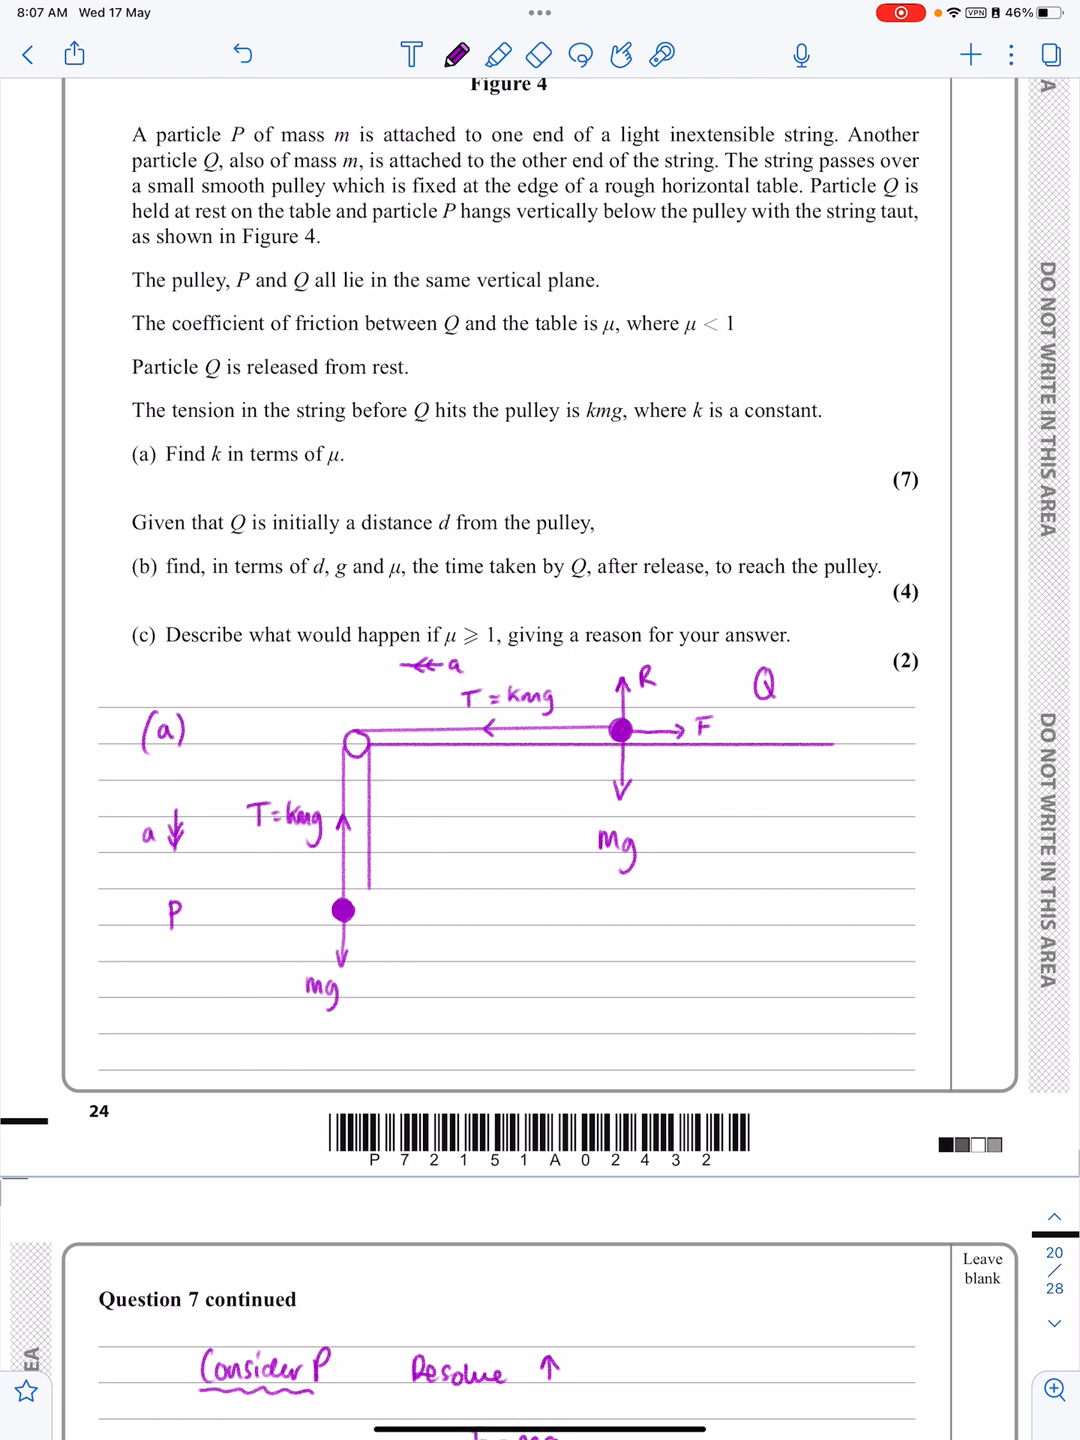 8:07 AM Wed 17 May
VPN 46%
T
Figure 4
A particle P of mass m is attached to one end of a light inextensible string. Another
particle Q, also of mass m, is attached to the other end of the string. The string passes over
a small smooth pulley which is fixed at the edge of a rough horizontal table. Particle Q is
held at rest on the table and particle P hangs vertically below the pulley with the string taut,
as shown in Figure 4.
The pulley, P and Q all lie in the same vertical plane.
The coefficient of friction between Q and the table is μ, where μ < 1
Particle Q is released from rest.
The tension in the string before Q hits the pulley is kmg, where k is a constant.
(a) Find k in terms of μ.
(7)
Given that Q is initially a distance d from the pulley,
(b) find, in terms of d, g and μ, the time taken by Q, after release, to reach the pulley.
(4)
(c) Describe what would happen if μ ⩾ 1, giving a reason for your answer.
(2)
a
T = kmg
R
Q
(a)
F
T = kmg
a
mg
P
mg
A
DO NOT WRITE IN THIS AREA
DO NOT WRITE IN THIS AREA
24
P 7 2 1 5 1 A 0 2 4 3 2
20
/
28
Leave
blank
Question 7 continued
EA
Consider P Resolve ↑